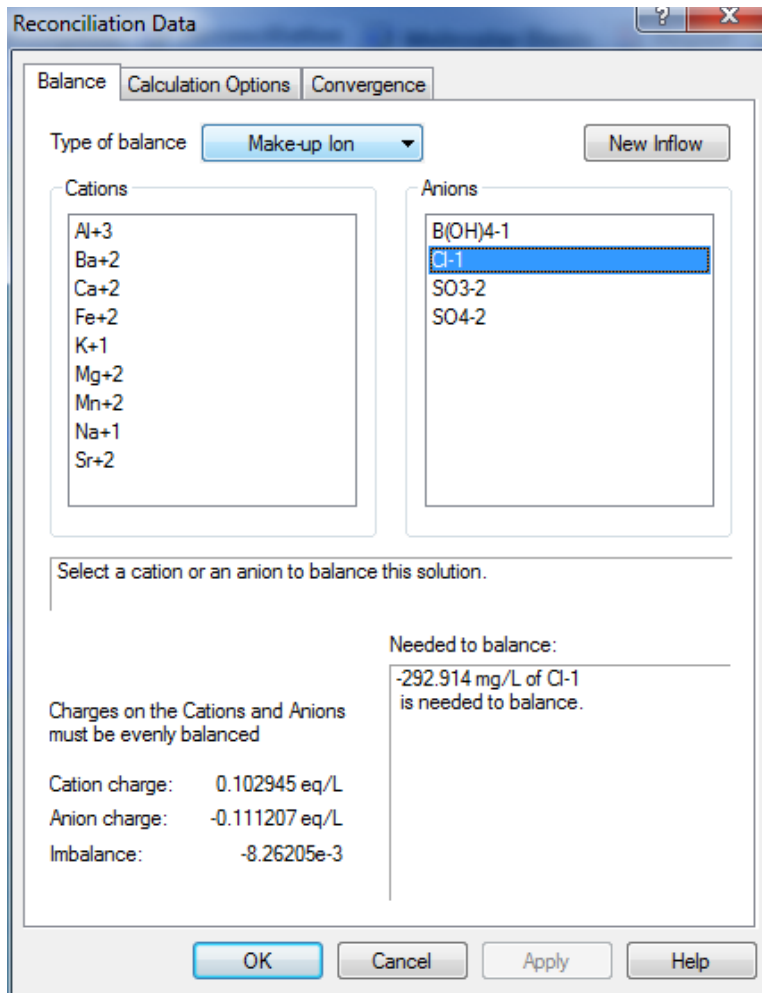 Reconciliation Data
?
X
Balance
Calculation Options
Convergence
Type of balance
Make-up Ion
New Inflow
Cations
Al+3
Ba+2
Ca+2
Fe+2
K+1
Mg+2
Mn+2
Na+1
Sr+2
Anions
B(OH)4-1
Cl-1
SO3-2
SO4-2
Select a cation or an anion to balance this solution.
Needed to balance:
-292.914 mg/L of Cl-1
is needed to balance.
Charges on the Cations and Anions
must be evenly balanced
Cation charge: 0.102945 eq/L
Anion charge: -0.111207 eq/L
Imbalance: -8.26205e-3
OK
Cancel
Apply
Help